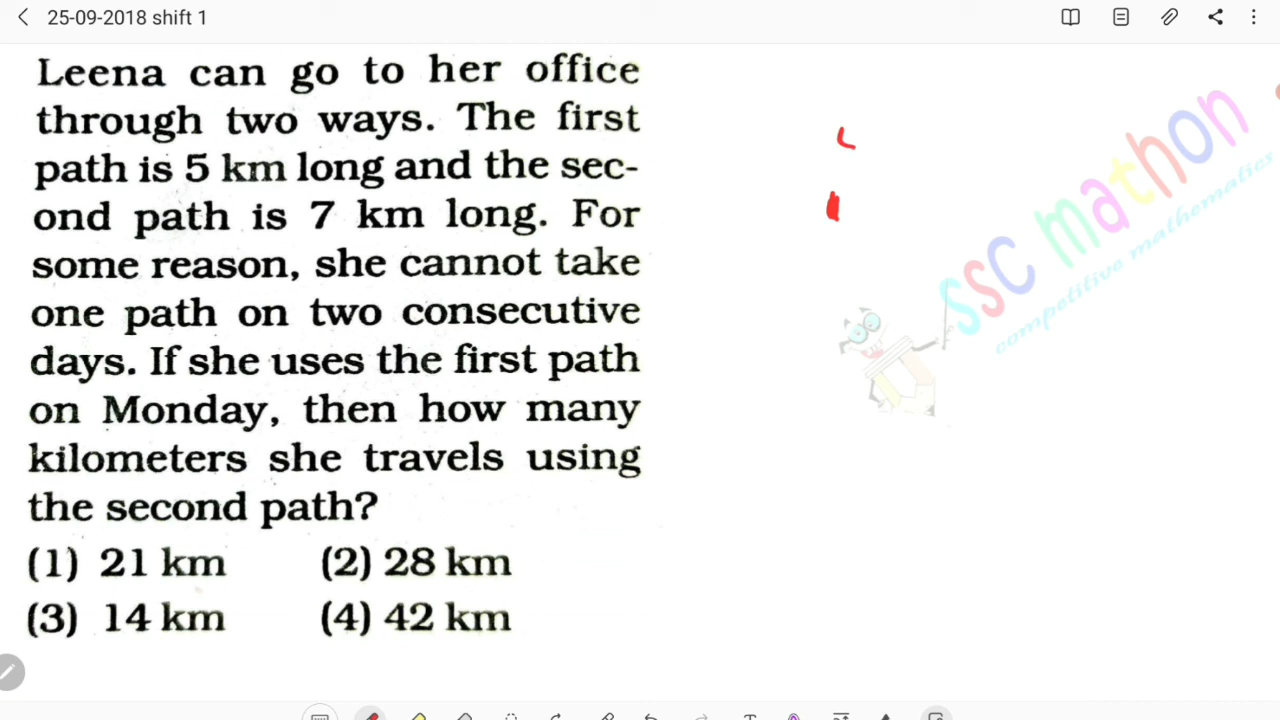 25-09-2018 shift 1
Leena can go to her office
through two ways. The first
path is 5 km long and the sec-
ond path is 7 km long. For
some reason, she cannot take
one path on two consecutive
days. If she uses the first path
on Monday, then how many
kilometers she travels using
the second path?
(1) 21 km (2) 28 km
(3) 14 km (4) 42 km
ssc mathon
competitive mathematics